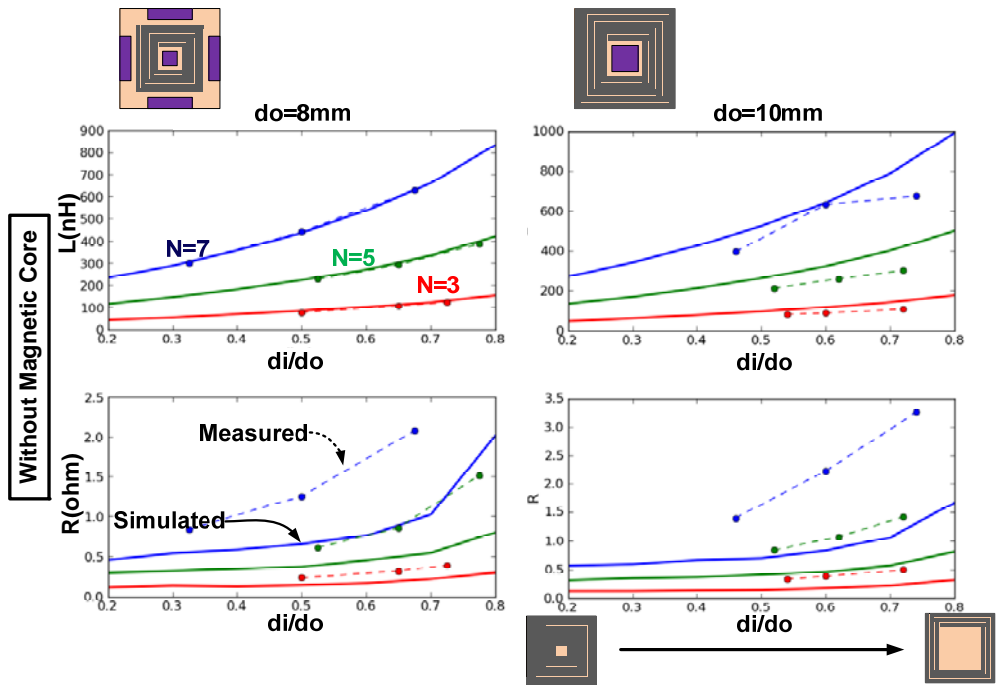 do=8mm
do=10mm
Without Magnetic Core
L(nH)
900
800
700
600
500
400
300
200
100
0
N=7
N=5
N=3
0.2 0.3 0.4 0.5 0.6 0.7 0.8
di/do
1000
800
600
400
200
0
0.2 0.3 0.4 0.5 0.6 0.7 0.8
di/do
R(ohm)
2.5
2.0
1.5
1.0
0.5
0.0
Measured
Simulated
0.2 0.3 0.4 0.5 0.6 0.7 0.8
di/do
R
3.5
3.0
2.5
2.0
1.5
1.0
0.5
0.0
0.2 0.3 0.4 0.5 0.6 0.7 0.8
di/do